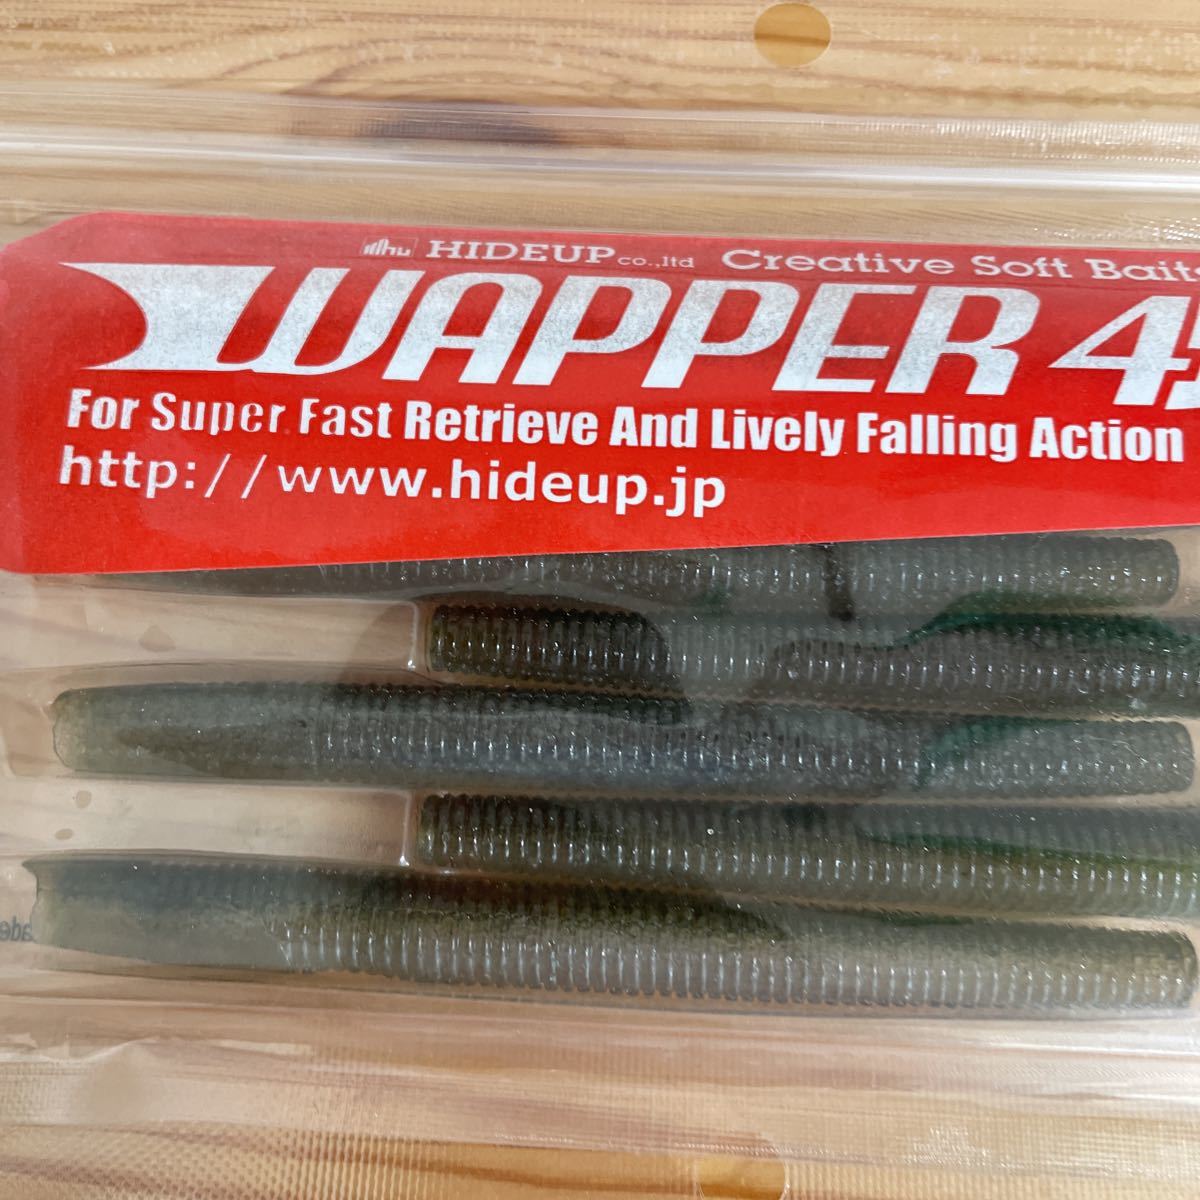 hu HIDEUP co.,ltd Creative Soft Baits
WAPPER 4
For Super Fast Retrieve And Lively Falling Action
http://www.hideup.jp